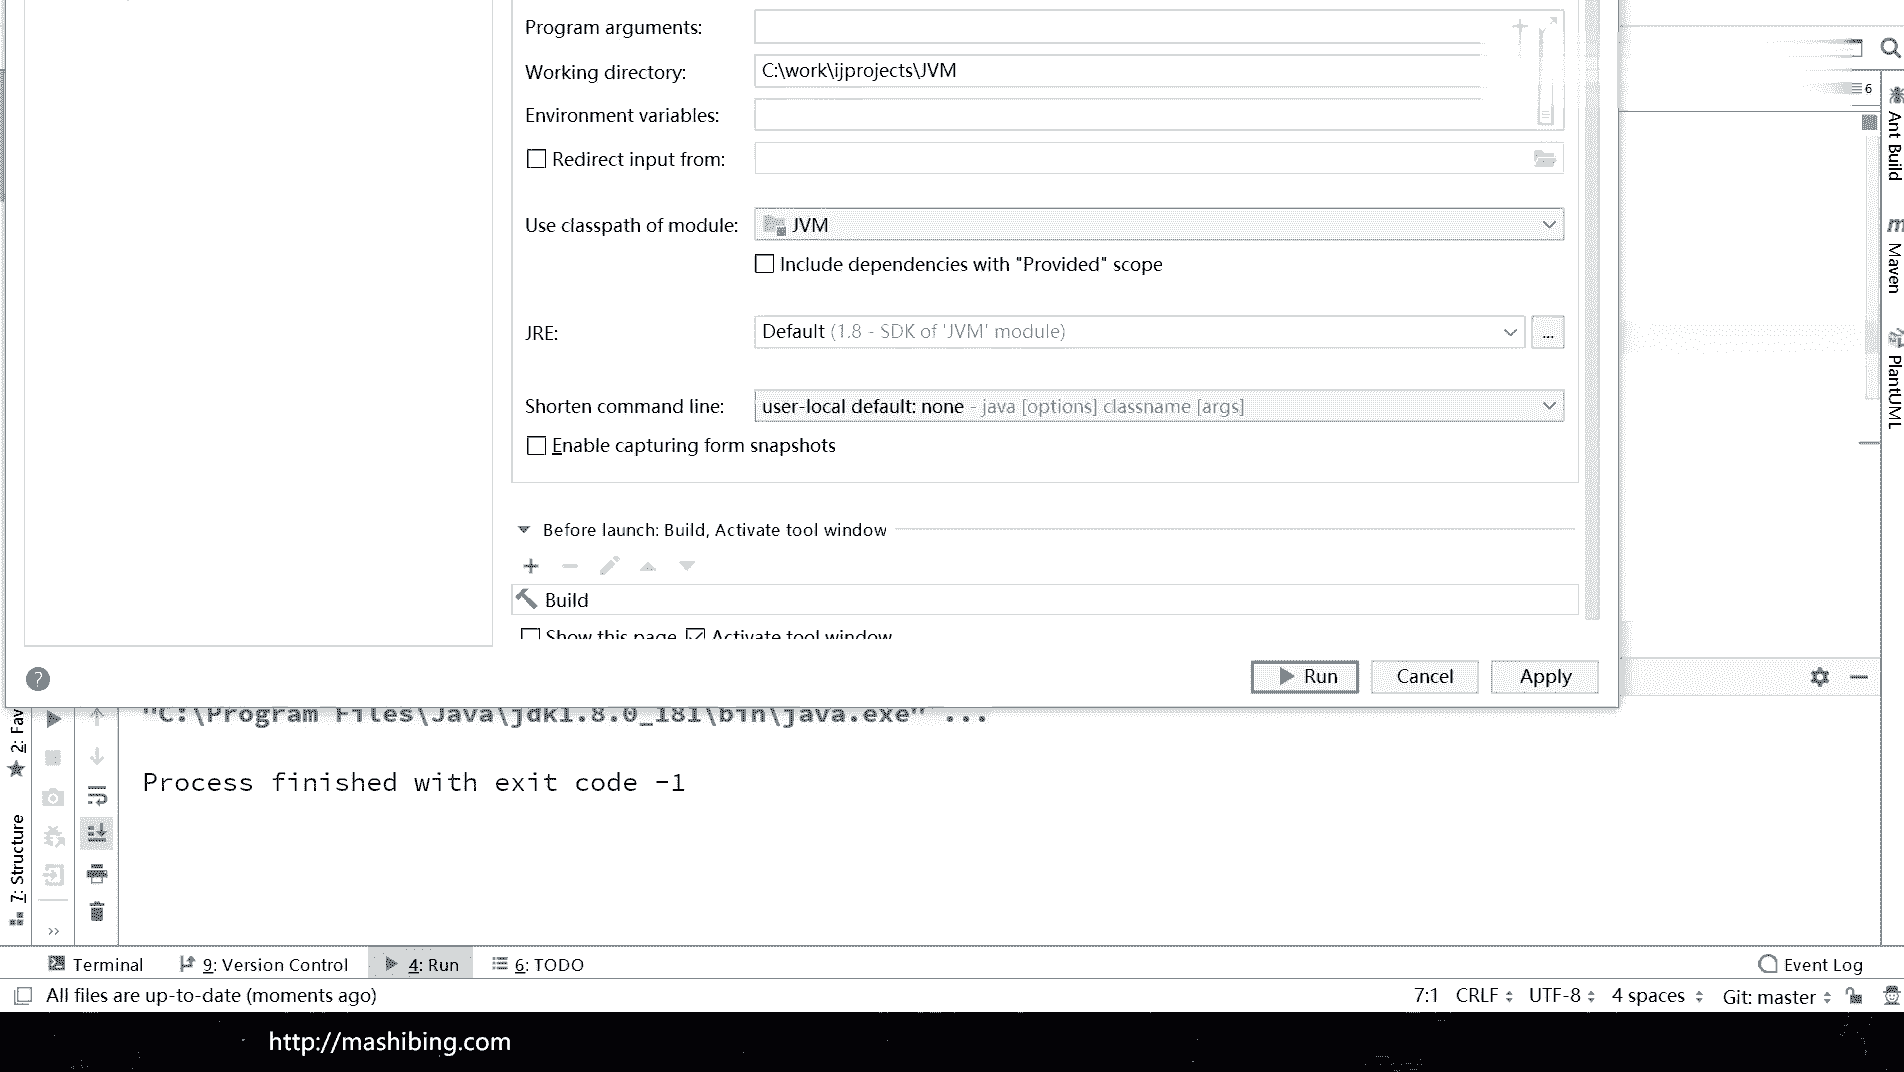 Program arguments:
Working directory: C:\work\ijprojects\JVM
Environment variables:
Redirect input from:
Use classpath of module: JVM
Include dependencies with "Provided" scope
JRE: Default (1.8 - SDK of 'JVM' module) ...
Shorten command line: user-local default: none - java [options] classname [args]
Enable capturing form snapshots
Before launch: Build, Activate tool window
Build
Show this page Activate tool window
? Run Cancel Apply
6
Ant Build
Maven
PlantUML
2: Fav
7: Structure
"C:\Program Files\Java\jdk1.8.0_181\bin\java.exe" ...
Process finished with exit code -1
Terminal 9: Version Control 4: Run 6: TODO Event Log
All files are up-to-date (moments ago) 7:1 CRLF UTF-8 4 spaces Git: master
http://mashibing.com